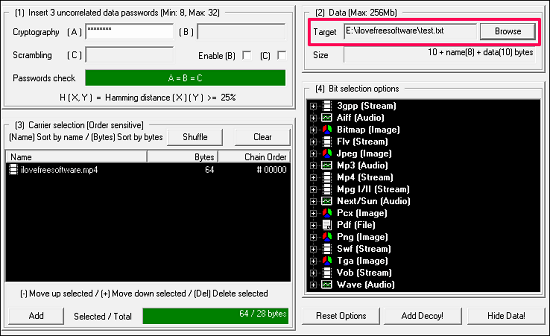 (1) Insert 3 uncorrelated data passwords (Min: 8, Max: 32)
Cryptography (A) ******** (B)
Scrambling (C) Enable (B) (C)
Passwords check A = B = C
H ( X, Y ) = Hamming distance ( X ) ( Y ) >= 25%
(2) Data (Max: 256Mb)
Target E:\ilovefreesoftware\test.txt Browse
Size 10 + name(8) + data(10) bytes
(3) Carrier selection (Order sensitive)
(Name) Sort by name / (Bytes) Sort by bytes Shuffle Clear
Name Bytes Chain Order
ilovefreesoftware.mp4 64 # 00000
(-) Move up selected / (+) Move down selected / (Del) Delete selected
Add Selected / Total 64 / 28 bytes
(4) Bit selection options
3gpp (Stream)
Aiff (Audio)
Bitmap (Image)
Flv (Stream)
Jpeg (Image)
Mp3 (Audio)
Mp4 (Stream)
Mpg I/II (Stream)
Next/Sun (Audio)
Pcx (Image)
Pdf (File)
Png (Image)
Swf (Stream)
Tga (Image)
Vob (Stream)
Wave (Audio)
Reset Options Add Decoy! Hide Data!